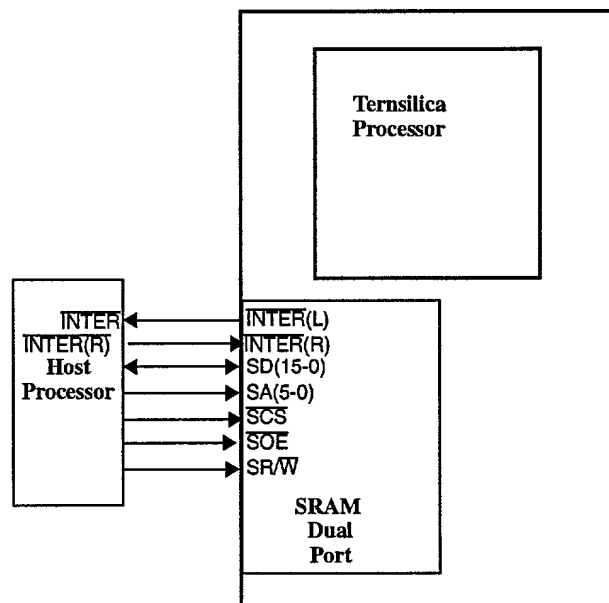 Ternsilica
Processor
INTER
INTER(R)
Host
Processor
INTER(L)
INTER(R)
SD(15-0)
SA(5-0)
SCS
SOE
SR/W
SRAM
Dual
Port